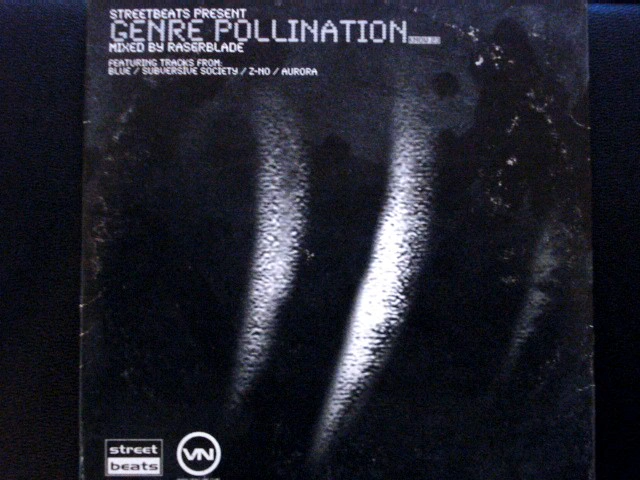 STREETBEATS PRESENT
GENRE POLLINATION
MIXED BY RASERBLADE
FEATURING TRACKS FROM:
BLUE / SUBVERSIVE SOCIETY / Z-NO / AURORA
street
beats
VN